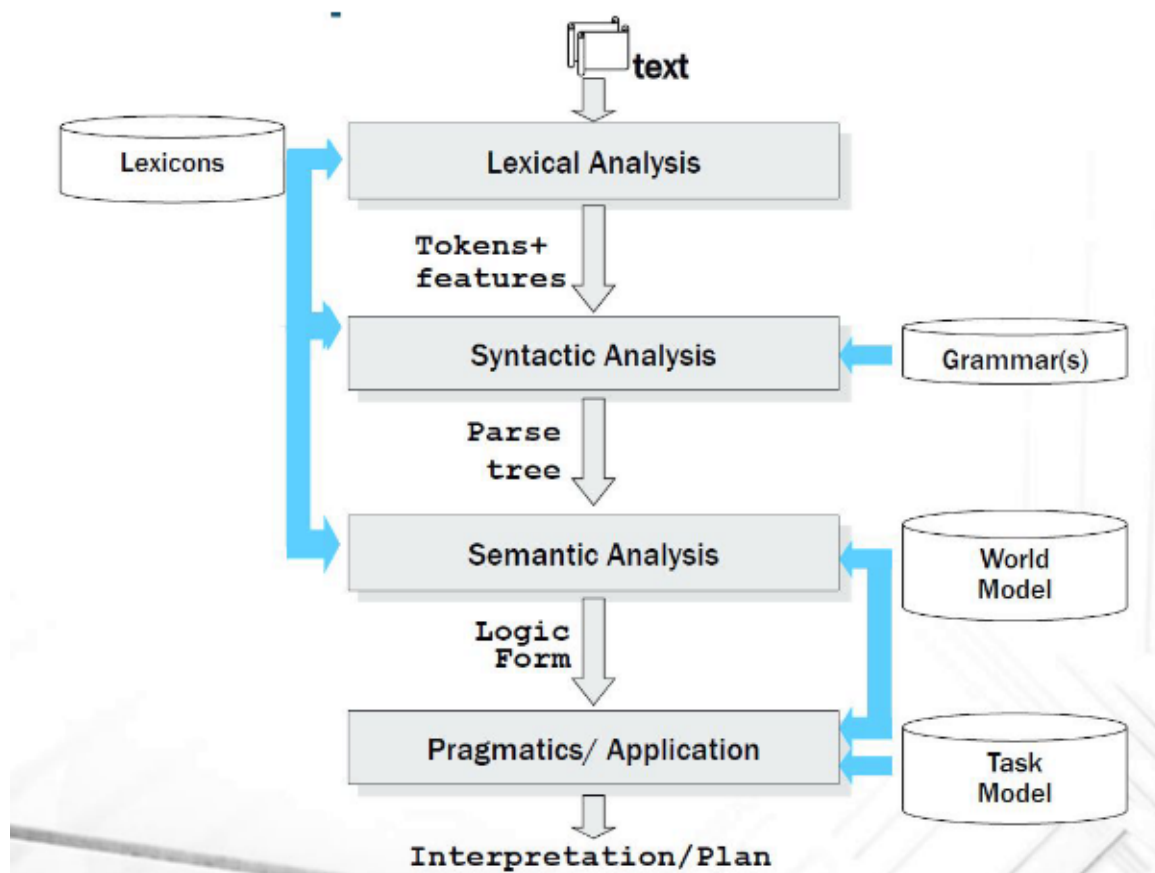 text
Lexicons
Lexical Analysis
Tokens+
features
Syntactic Analysis
Grammar(s)
Parse
tree
Semantic Analysis
World
Model
Logic
Form
Pragmatics/ Application
Task
Model
Interpretation/Plan